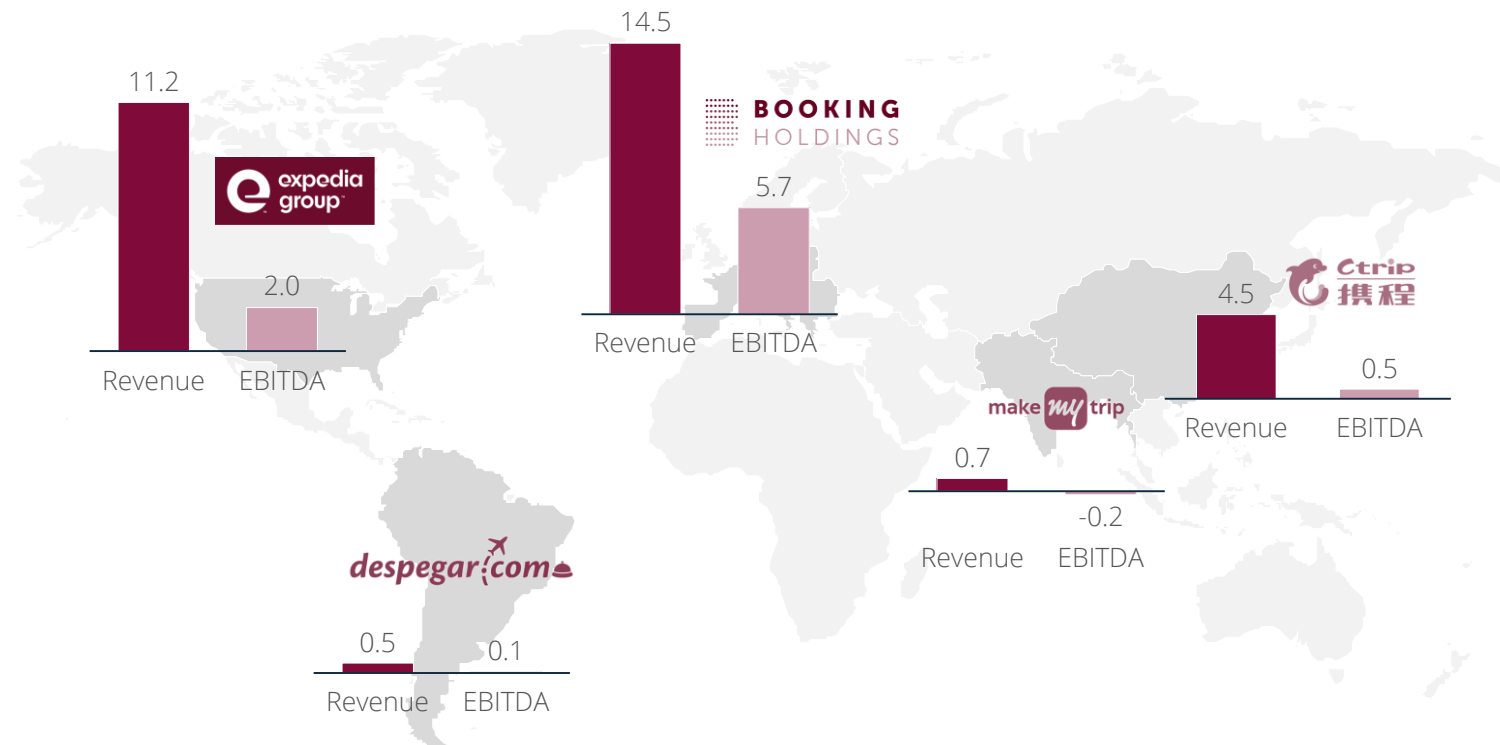 14.5
11.2
BOOKING
HOLDINGS
expedia
group™
5.7
2.0
Ctrip
携程
4.5
Revenue EBITDA
0.5
Revenue EBITDA
make my trip
Revenue EBITDA
0.7
-0.2
despegar.com
Revenue EBITDA
0.5
0.1
Revenue EBITDA